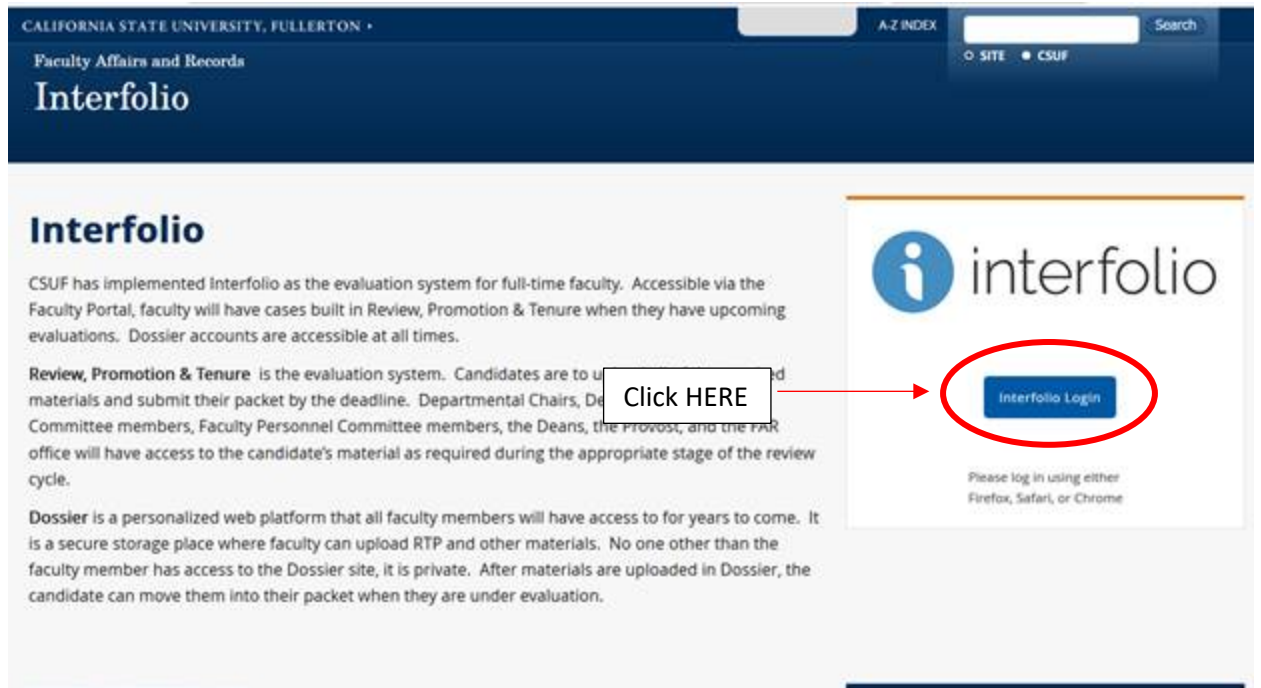 CALIFORNIA STATE UNIVERSITY, FULLERTON
A-Z INDEX
Search
SITE CSUF
Faculty Affairs and Records
Interfolio
Interfolio
CSUF has implemented Interfolio as the evaluation system for full-time faculty. Accessible via the
Faculty Portal, faculty will have cases built in Review, Promotion & Tenure when they have upcoming
evaluations. Dossier accounts are accessible at all times.
Review, Promotion & Tenure is the evaluation system. Candidates are to
materials and submit their packet by the deadline. Departmental Chairs,
Committee members, Faculty Personnel Committee members, the Deans, the Provost, and the FAR
office will have access to the candidate's material as required during the appropriate stage of the review
cycle.
Dossier is a personalized web platform that all faculty members will have access to for years to come. It
is a secure storage place where faculty can upload RTP and other materials. No one other than the
faculty member has access to the Dossier site, it is private. After materials are uploaded in Dossier, the
candidate can move them into their packet when they are under evaluation.
Click HERE
interfolio
Interfolio Login
Please log in using either
Firefox, Safari, or Chrome